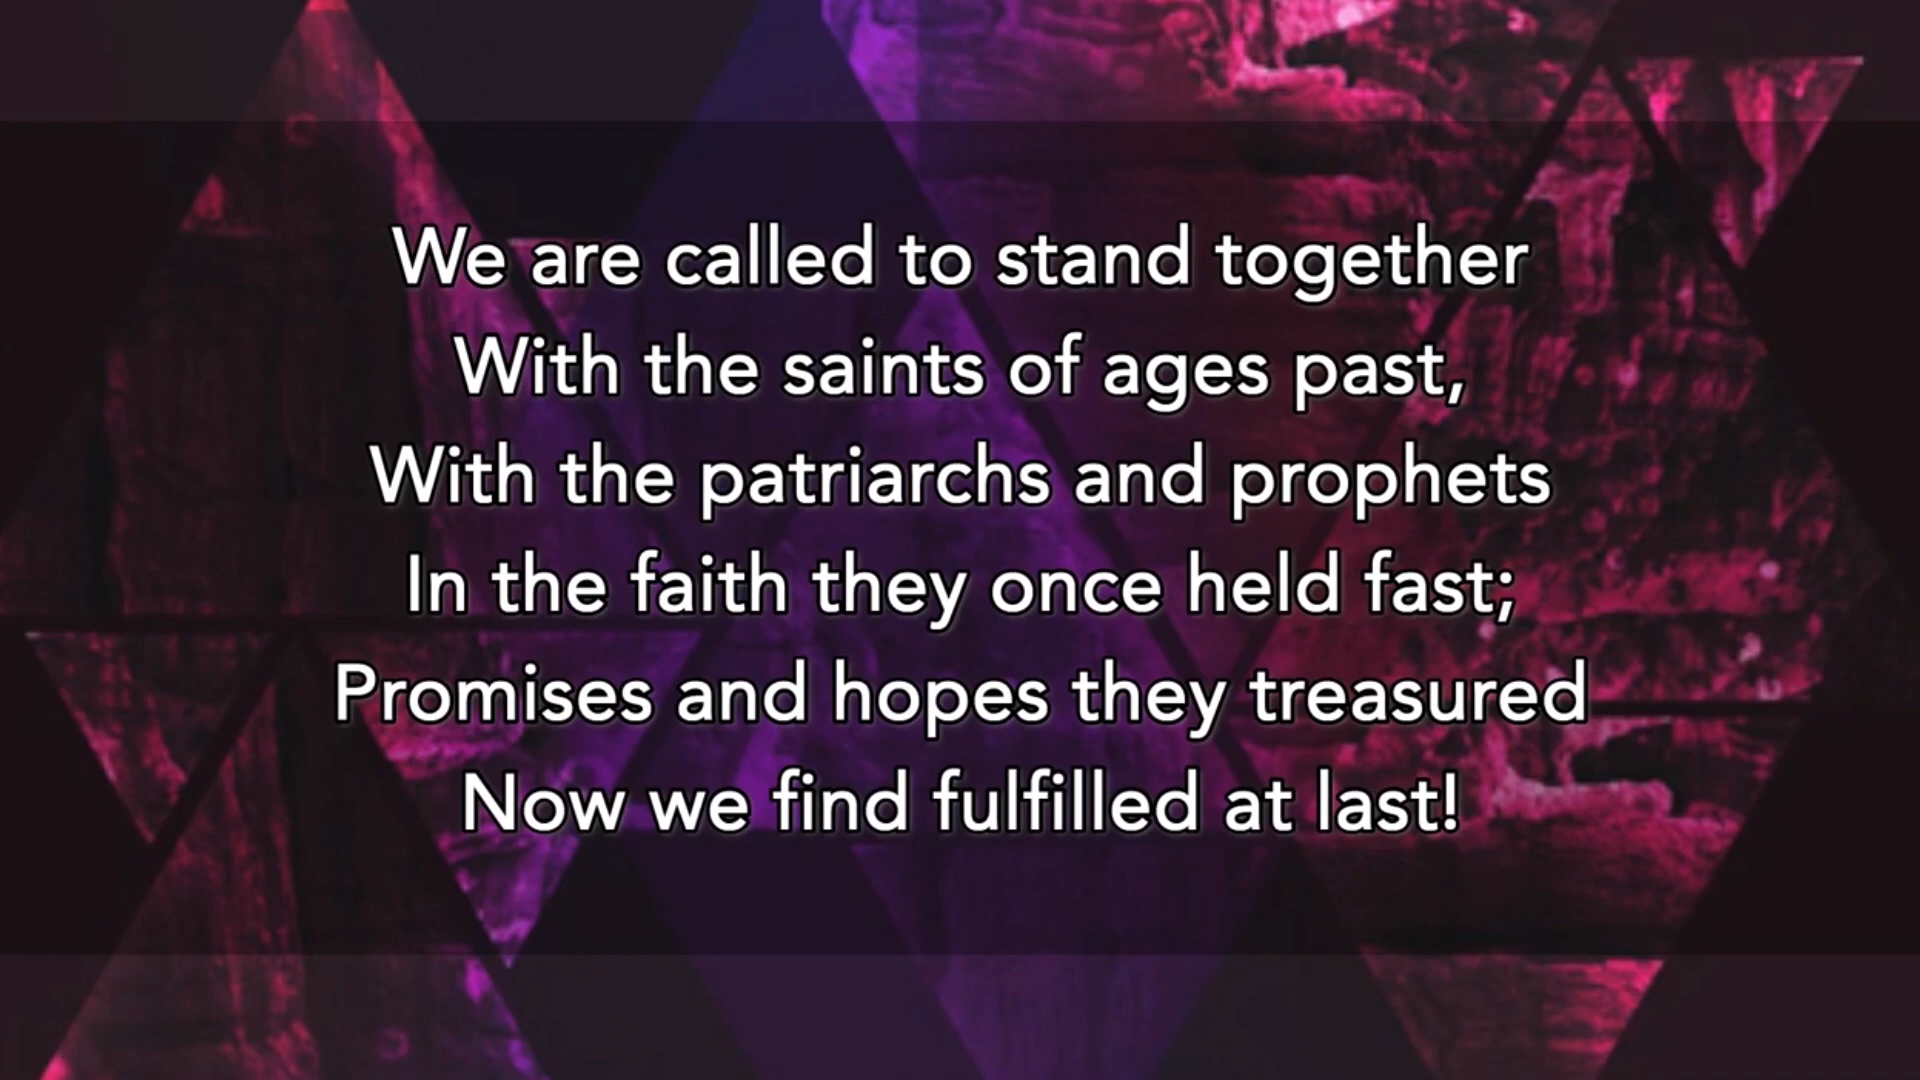 We are called to stand together
With the saints of ages past,
With the patriarchs and prophets
In the faith they once held fast;
Promises and hopes they treasured
Now we find fulfilled at last!